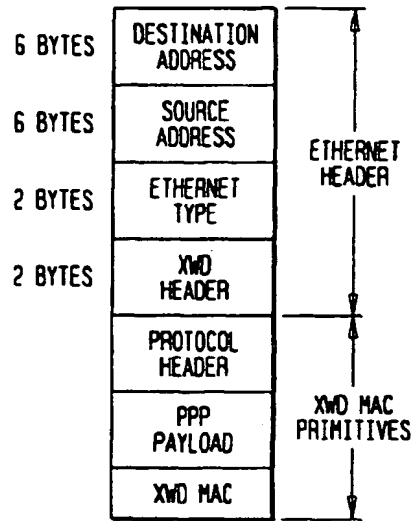 6 BYTES
DESTINATION
ADDRESS
6 BYTES
SOURCE
ADDRESS
2 BYTES
ETHERNET
TYPE
2 BYTES
XWD
HEADER
ETHERNET
HEADER
PROTOCOL
HEADER
PPP
PAYLOAD
XWD MAC
XWD MAC
PRIMITIVES